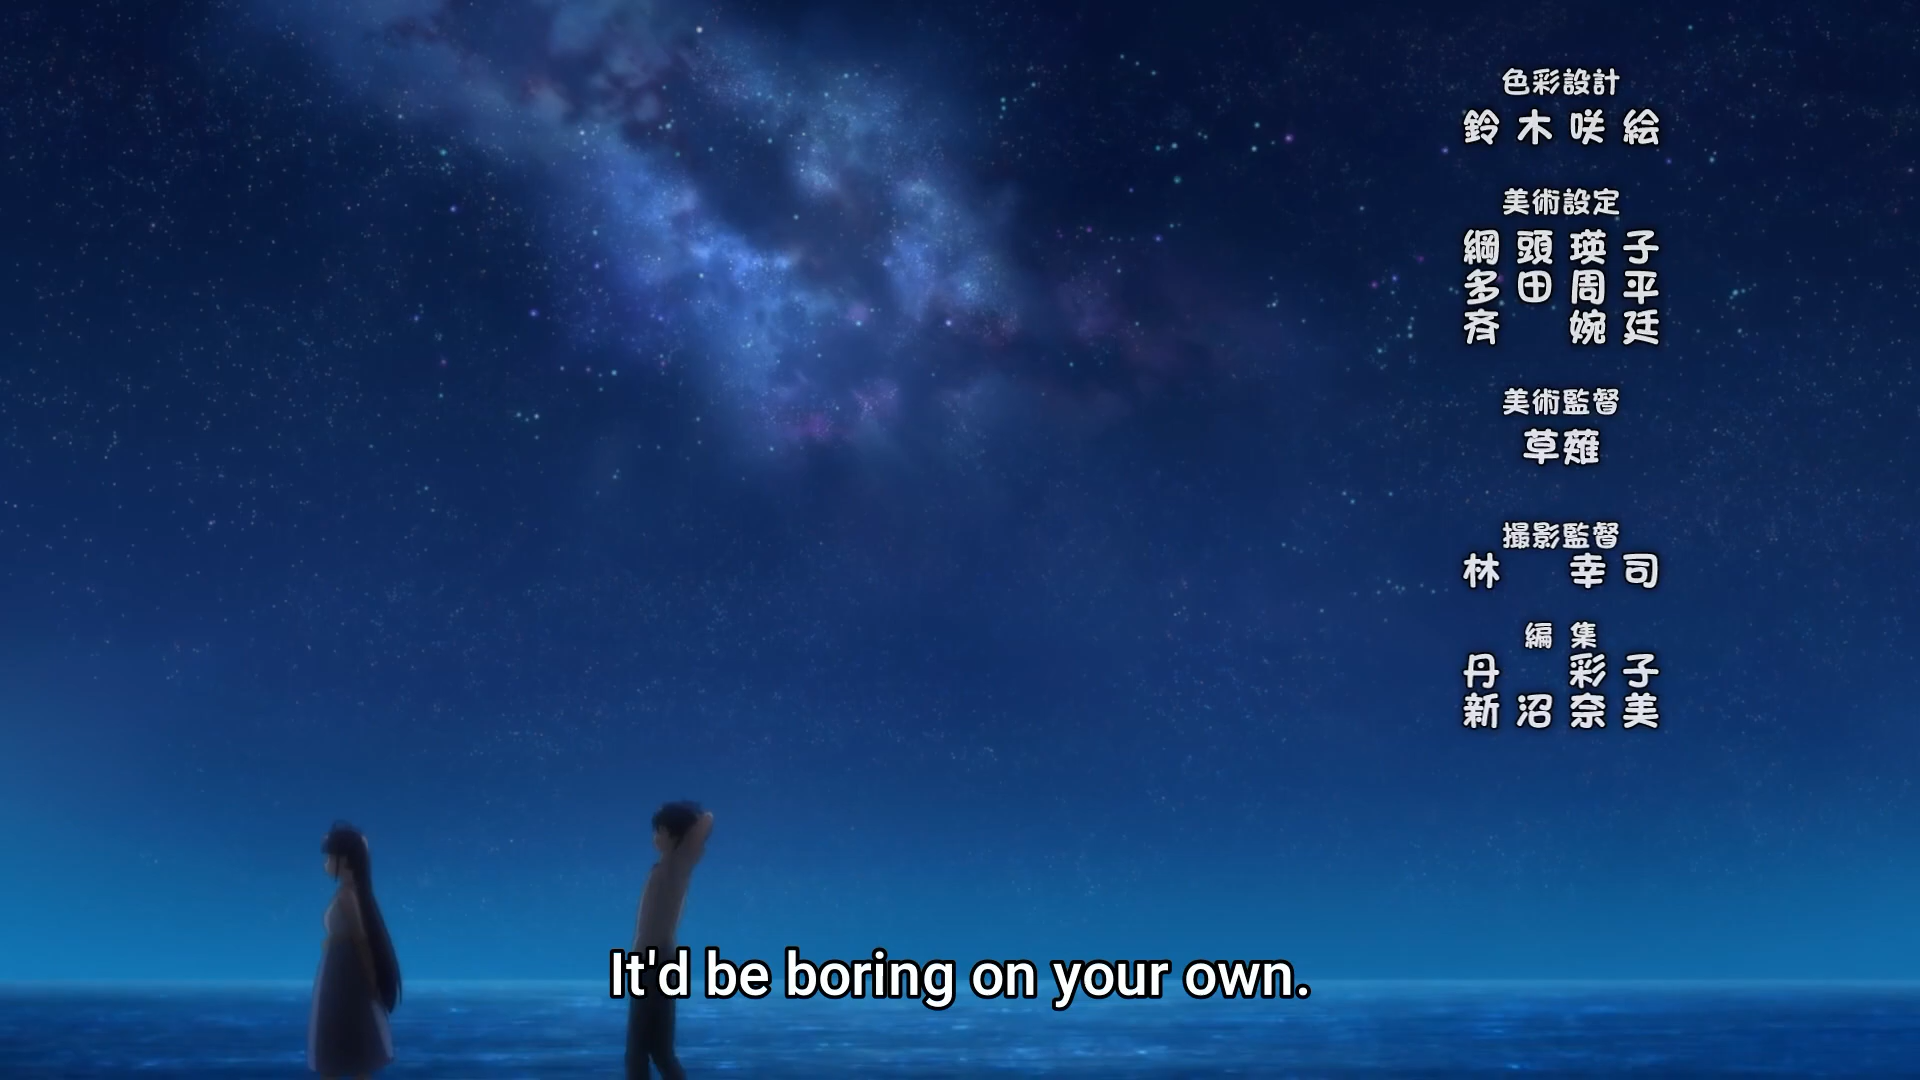 色彩設計
鈴木咲絵
美術設定
綱頭瑛子
多田周平
斉 婉廷
美術監督
草薙
撮影監督
林 幸司
編集
丹 彩子
新沼奈美
It'd be boring on your own.